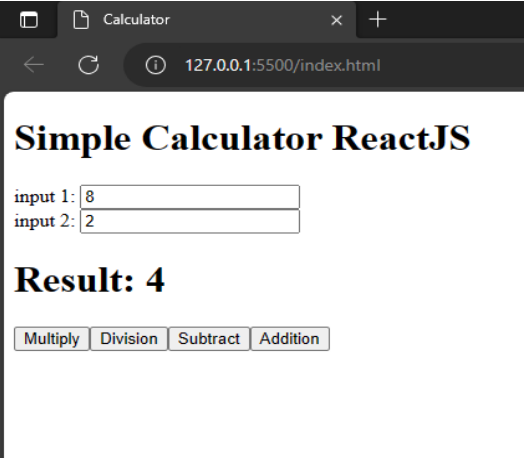 Calculator
127.0.0.1:5500/index.html
Simple Calculator ReactJS
input 1: 8
input 2: 2
Result: 4
Multiply Division Subtract Addition